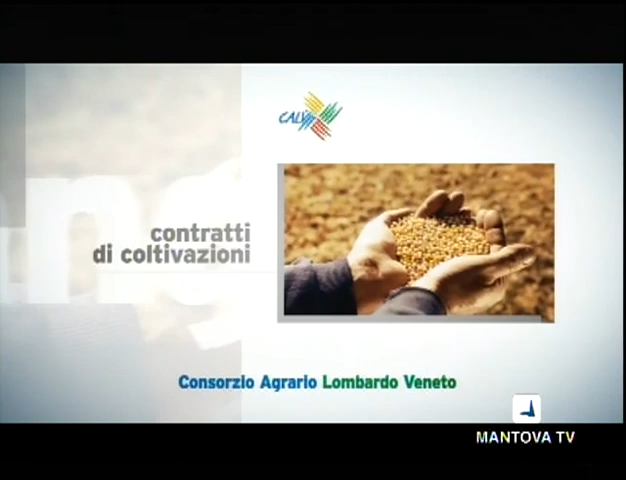 CALV
contratti
di coltivazioni
Consorzio Agrario Lombardo Veneto
MANTOVA TV